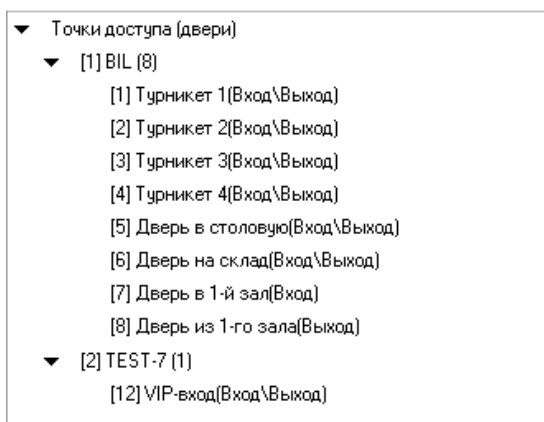 Точки доступа (двери)
[1] BIL (8)
[1] Турникет 1(Вход\Выход)
[2] Турникет 2(Вход\Выход)
[3] Турникет 3(Вход\Выход)
[4] Турникет 4(Вход\Выход)
[5] Дверь в столовую(Вход\Выход)
[6] Дверь на склад(Вход\Выход)
[7] Дверь в 1-й зал(Вход)
[8] Дверь из 1-го зала(Выход)
[2] TEST-7 (1)
[12] VIP-вход(Вход\Выход)